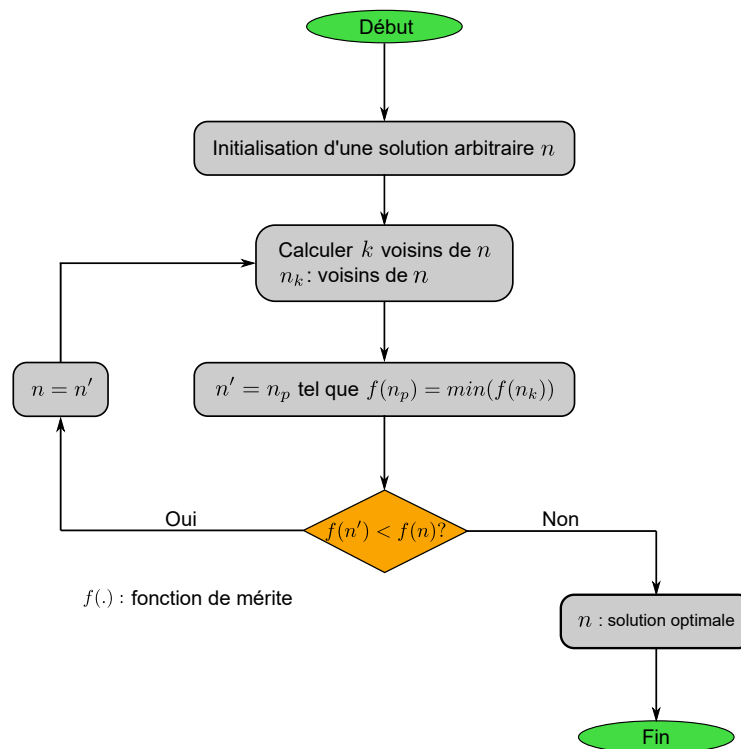 Début
Initialisation d'une solution arbitraire n
Calculer k voisins de n
n_k: voisins de n
n = n'
n' = n_p tel que f(n_p) = min(f(n_k))
f(n') < f(n)?
Oui
Non
f(.) : fonction de mérite
n : solution optimale
Fin